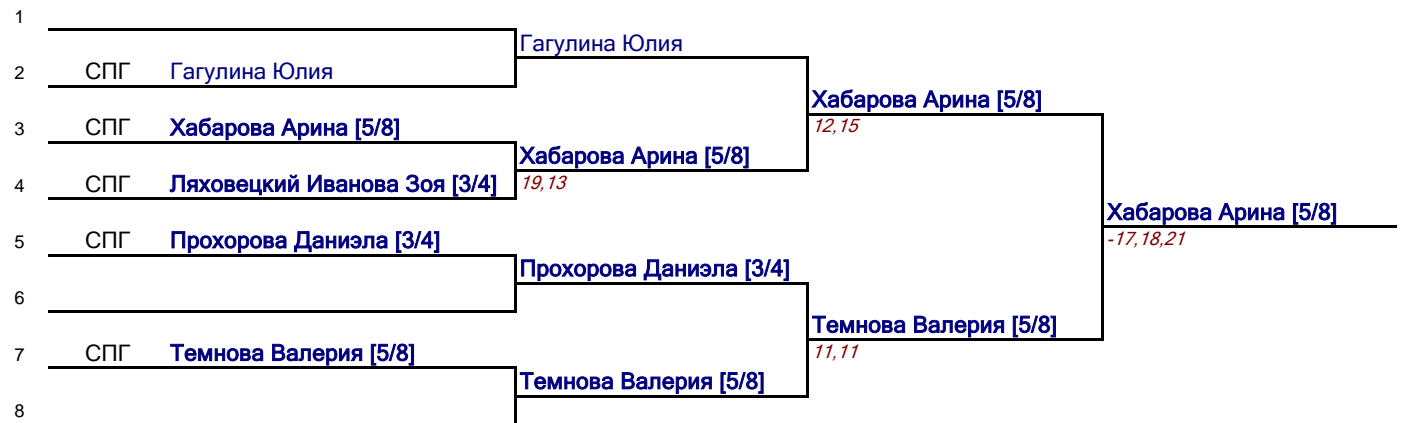 1
Гагулина Юлия
2 СПГ Гагулина Юлия
Хабарова Арина [5/8]
3 СПГ Хабарова Арина [5/8]
12,15
Хабарова Арина [5/8]
4 СПГ Ляховецкий Иванова Зоя [3/4]
19,13
Хабарова Арина [5/8]
5 СПГ Прохорова Даниэла [3/4]
-17,18,21
Прохорова Даниэла [3/4]
6
Темнова Валерия [5/8]
7 СПГ Темнова Валерия [5/8]
11,11
Темнова Валерия [5/8]
8